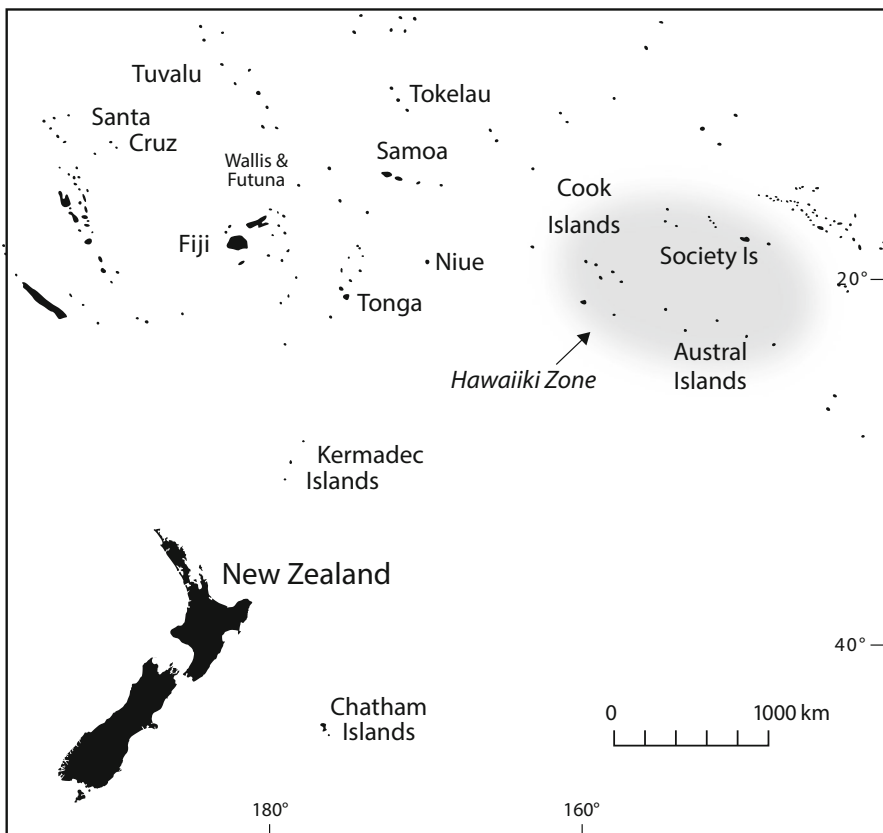 Tuvalu
Tokelau
Santa
Cruz
Samoa
Wallis &
Futuna
Cook
Islands
Fiji
Niue
Society Is
20°
Tonga
Hawaiiki Zone
Austral
Islands
Kermadec
Islands
New Zealand
40°
Chatham
Islands
0
1000 km
180°
160°